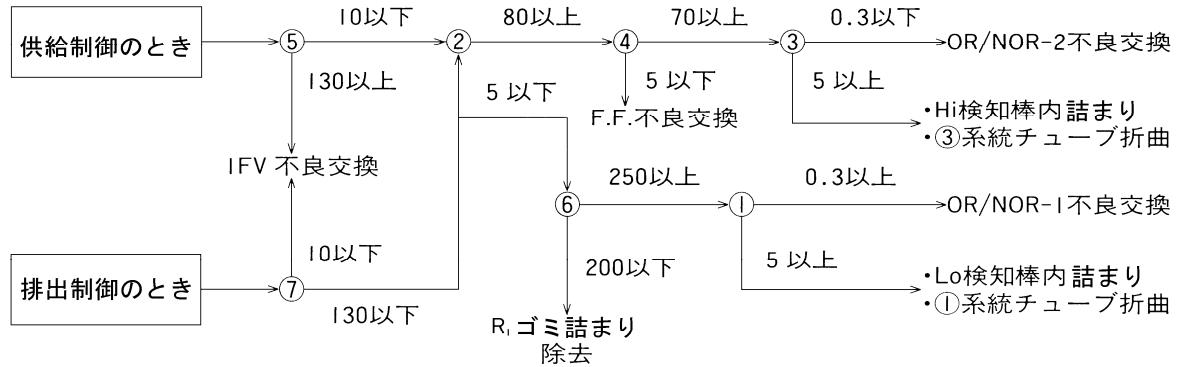 10以下
80以上
70以上
0.3以下
供給制御のとき
⑤
②
④
③
OR/NOR-2不良交換
130以上
5 以下
5 以下
5 以上
F.F.不良交換
・Hi検知棒内詰まり
・③系統チューブ折曲
IFV 不良交換
250以上
0.3以上
⑥
①
OR/NOR-1不良交換
10以下
200以下
5 以上
排出制御のとき
⑦
130以下
・Lo検知棒内詰まり
・①系統チューブ折曲
R₁ ゴミ詰まり
除去